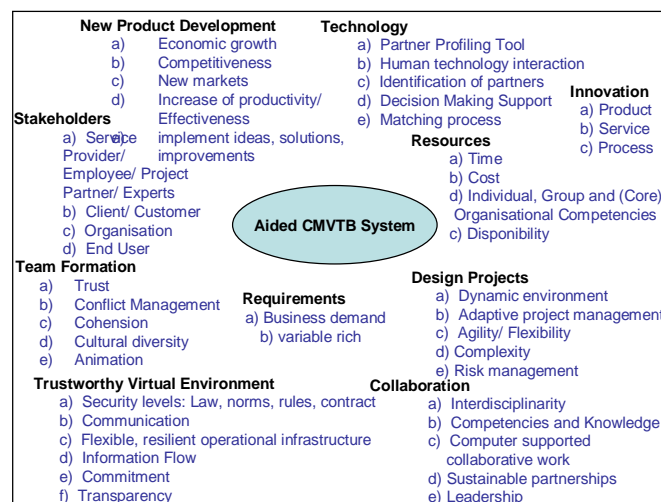 New Product Development
a) Economic growth
b) Competitiveness
c) New markets
d) Increase of productivity/
Effectiveness
e) implement ideas, solutions,
improvements
Technology
a) Partner Profiling Tool
b) Human technology interaction
c) Identification of partners
d) Decision Making Support
e) Matching process
Innovation
a) Product
b) Service
c) Process
Stakeholders
a) Service
Provider/
Employee/ Project
Partner/ Experts
b) Client/ Customer
c) Organisation
d) End User
Resources
a) Time
b) Cost
d) Individual, Group and (Core)
Organisational Competencies
c) Disponibility
Aided CMVTB System
Team Formation
a) Trust
b) Conflict Management
c) Cohension
d) Cultural diversity
e) Animation
Requirements
a) Business demand
b) variable rich
Design Projects
a) Dynamic environment
b) Adaptive project management
c) Agility/ Flexibility
d) Complexity
e) Risk management
Trustworthy Virtual Environment
a) Security levels: Law, norms, rules, contract
b) Communication
c) Flexible, resilient operational infrastructure
d) Information Flow
e) Commitment
f) Transparency
Collaboration
a) Interdisciplinarity
b) Competencies and Knowledge
c) Computer supported
collaborative work
d) Sustainable partnerships
e) Leadership